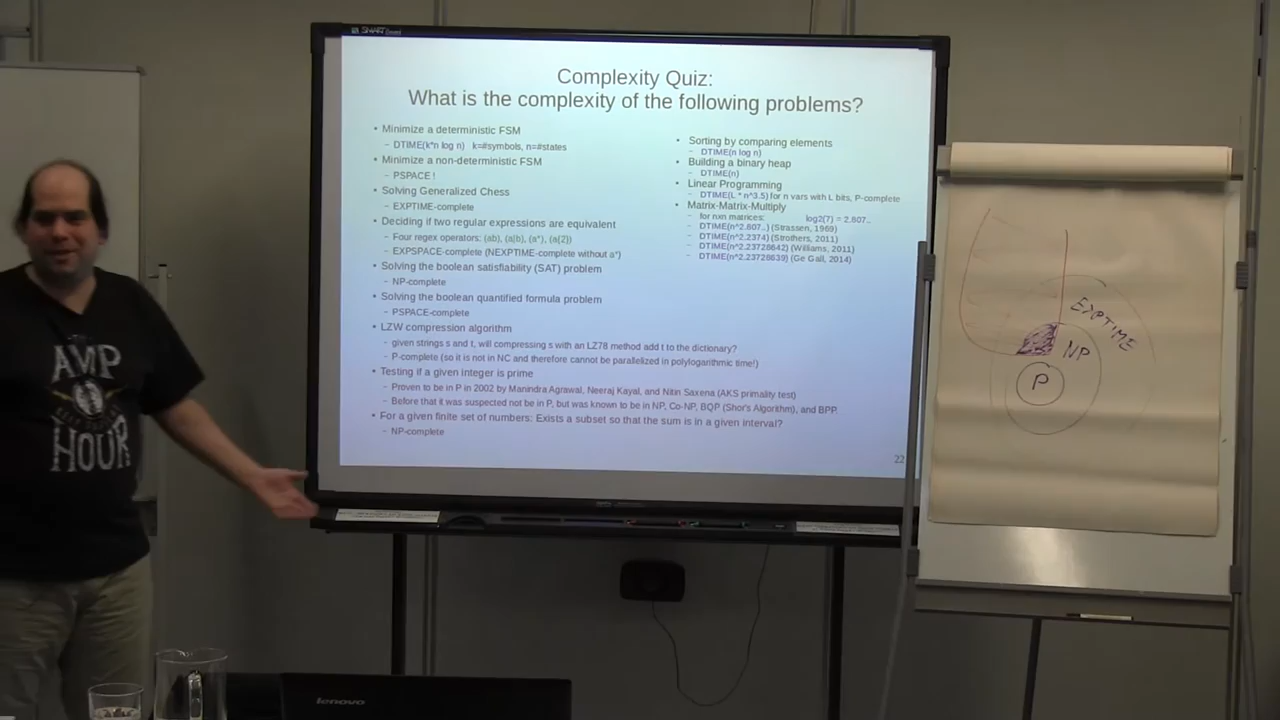 SMART
Complexity Quiz:
What is the complexity of the following problems?
• Minimize a deterministic FSM
– DTIME(k*n log n) k=#symbols, n=#states
• Minimize a non-deterministic FSM
– PSPACE !
• Solving Generalized Chess
– EXPTIME-complete
• Deciding if two regular expressions are equivalent
– Four regex operators: (ab), (a|b), (a*), (a{2})
– EXPSPACE-complete (NEXPTIME-complete without a*)
• Solving the boolean satisfiability (SAT) problem
– NP-complete
• Solving the boolean quantified formula problem
– PSPACE-complete
• LZW compression algorithm
– given strings s and t, will compressing s with an LZ78 method add t to the dictionary?
– P-complete (so it is not in NC and therefore cannot be parallelized in polylogarithmic time!)
• Testing if a given integer is prime
– Proven to be in P in 2002 by Manindra Agrawal, Neeraj Kayal, and Nitin Saxena (AKS primality test)
– Before that it was suspected not be in P, but was known to be in NP, Co-NP, BQP (Shor's Algorithm), and BPP.
• For a given finite set of numbers: Exists a subset so that the sum is in a given interval?
– NP-complete
• Sorting by comparing elements
– DTIME(n log n)
• Building a binary heap
– DTIME(n)
• Linear Programming
– DTIME(L * n^3.5) for n vars with L bits, P-complete
• Matrix-Matrix-Multiply
– for nxn matrices: log2(7) = 2.807..
– DTIME(n^2.807..) (Strassen, 1969)
– DTIME(n^2.2374) (Strothers, 2011)
– DTIME(n^2.23728642) (Williams, 2011)
– DTIME(n^2.23728639) (Ge Gall, 2014)
22
EXPTIME
NP
P
AMP
HOUR
lenovo